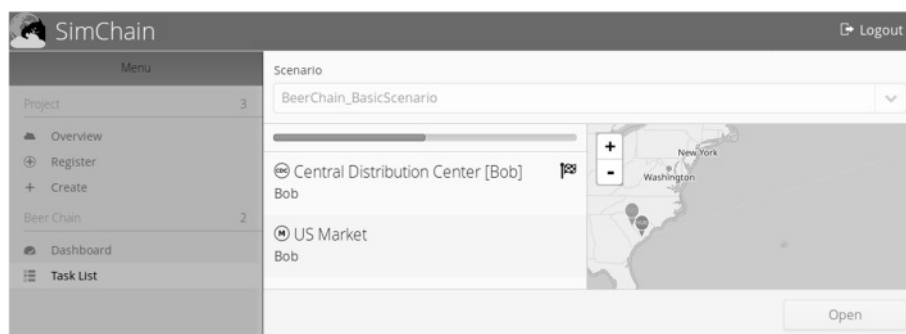 SimChain
Logout
Menu
Project 3
Overview
Register
Create
Beer Chain 2
Dashboard
Task List
Scenario
BeerChain_BasicScenario
CDC Central Distribution Center [Bob]
Bob
M US Market
Bob
+
-
New York
Washington
Open